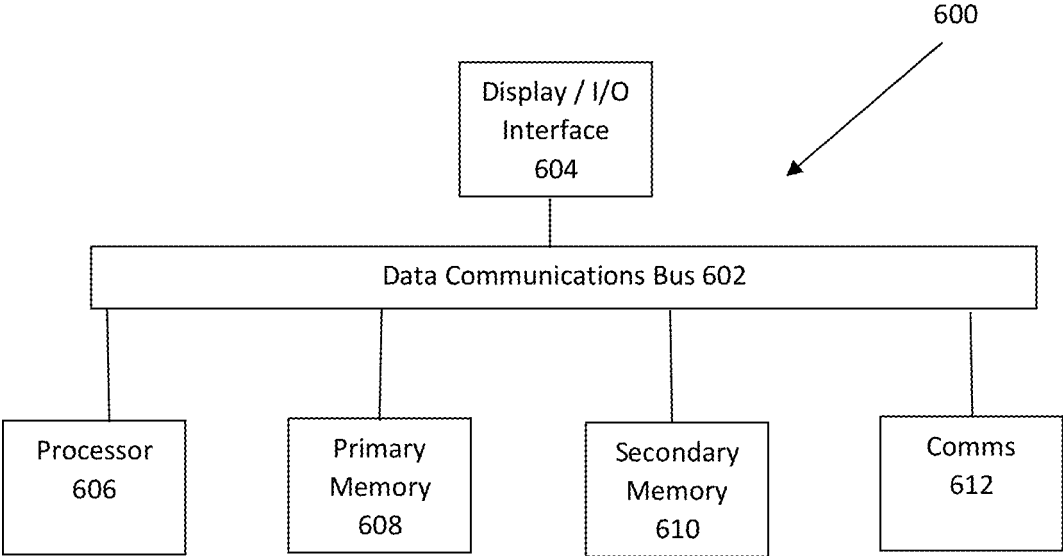 600
Display / I/O
Interface
604
Data Communications Bus 602
Processor
606
Primary
Memory
608
Secondary
Memory
610
Comms
612